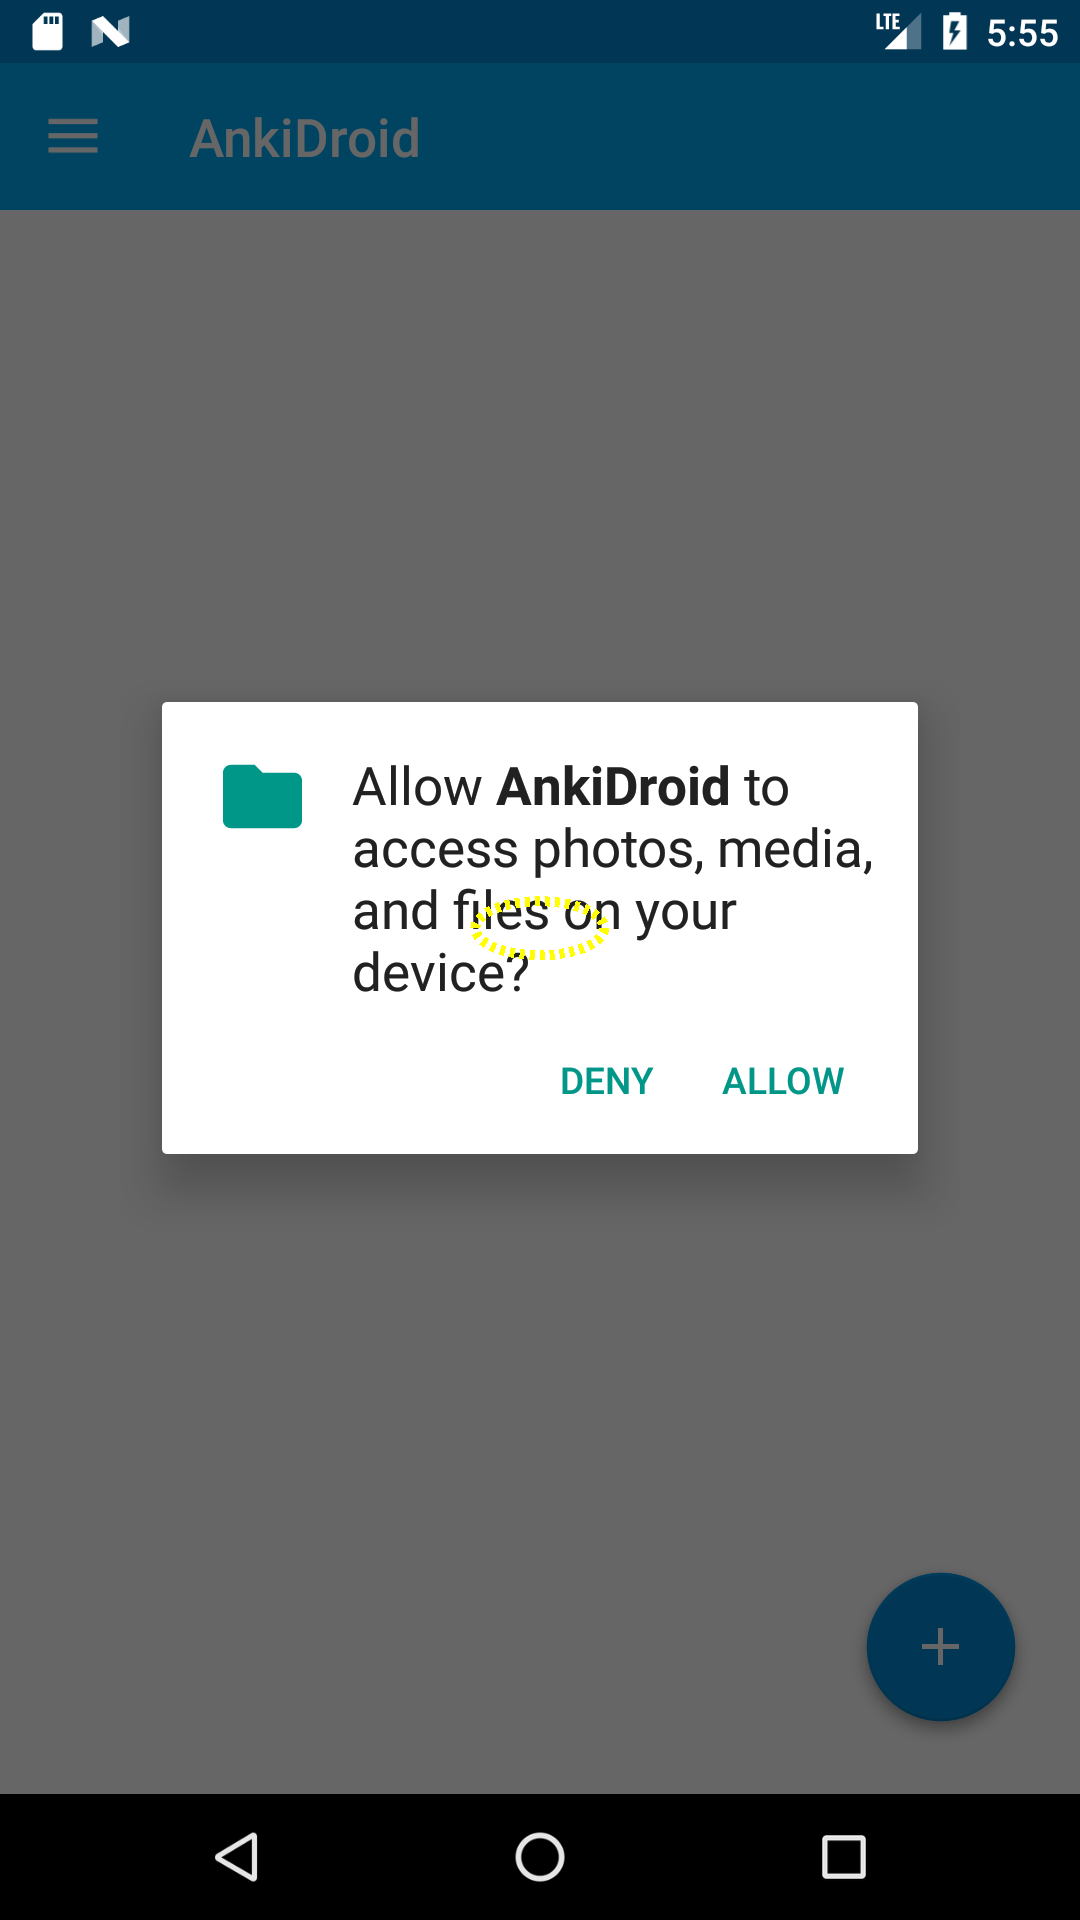 LTE 5:55
AnkiDroid
Allow AnkiDroid to
access photos, media,
and files on your
device?
DENY ALLOW